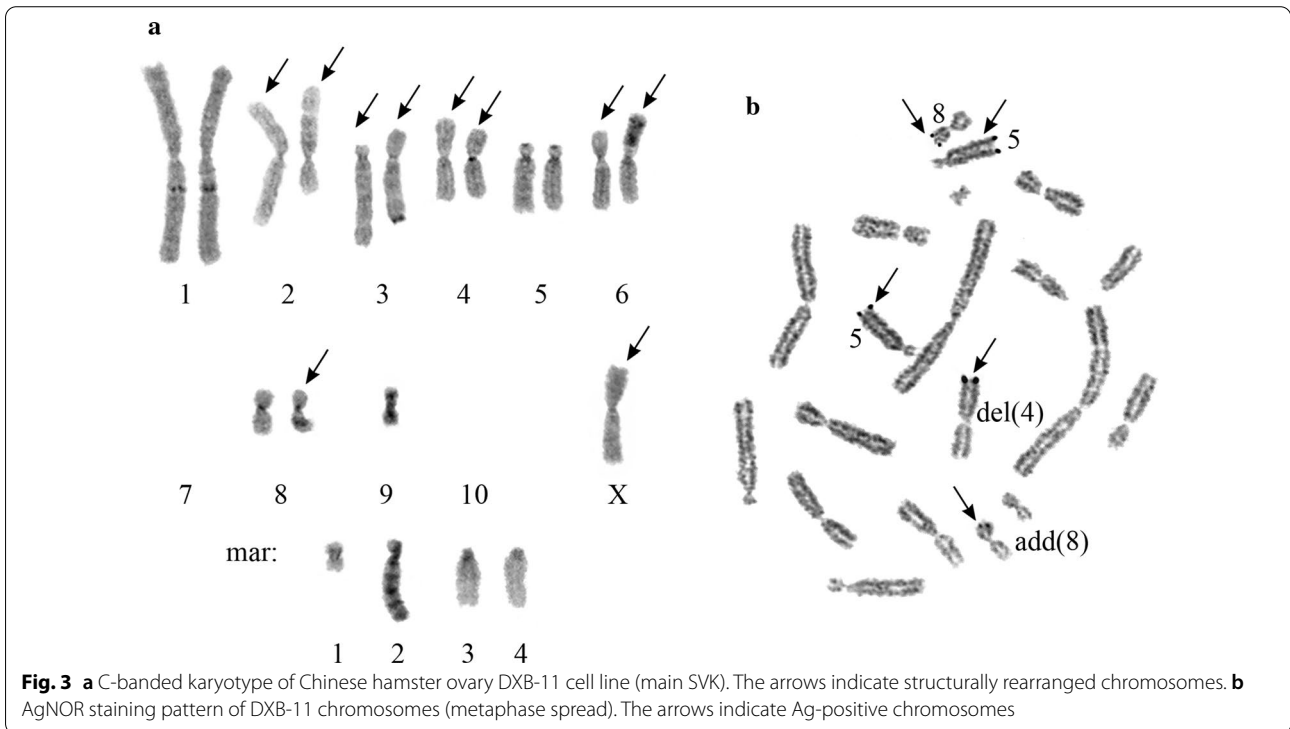 a
1 2 3 4 5 6
7 8 9 10 X
mar:
1 2 3 4
b
8
5
5
del(4)
add(8)
Fig. 3 a C-banded karyotype of Chinese hamster ovary DXB-11 cell line (main SVK). The arrows indicate structurally rearranged chromosomes. b
AgNOR staining pattern of DXB-11 chromosomes (metaphase spread). The arrows indicate Ag-positive chromosomes